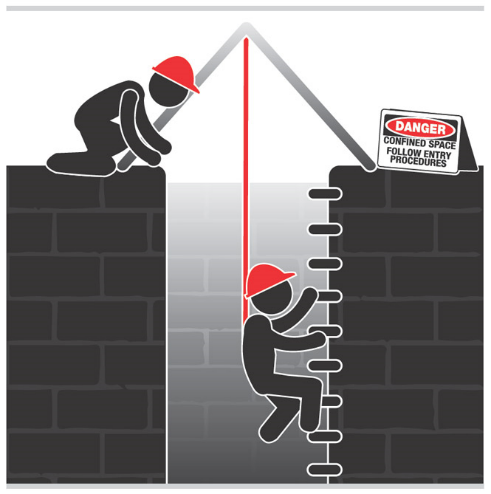 DANGER
CONFINED SPACE
FOLLOW ENTRY
PROCEDURES